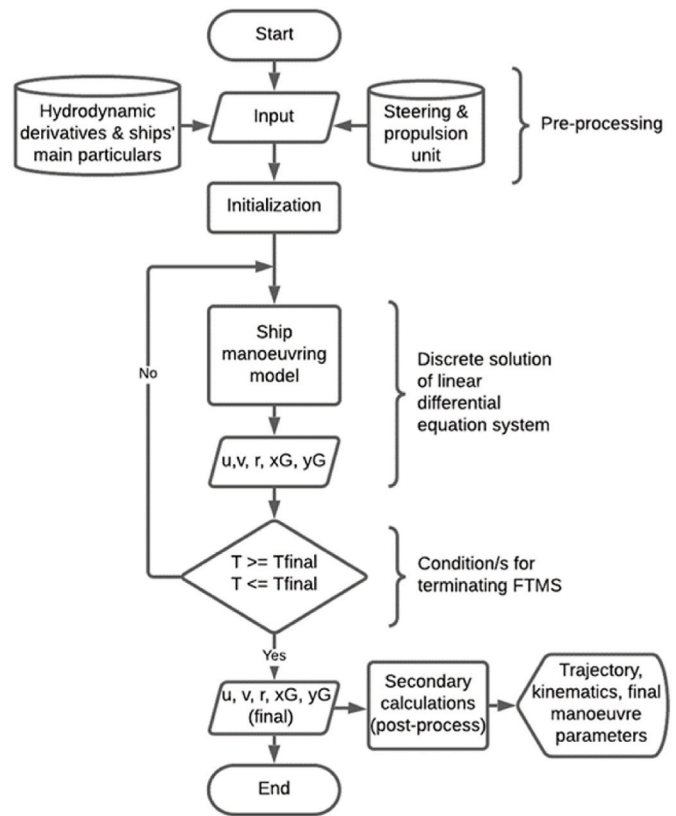 Start
Hydrodynamic
derivatives & ships'
main particulars
Input
Steering &
propulsion
unit
Pre-processing
Initialization
Ship
manoeuvring
model
No
Discrete solution
of linear
differential
equation system
u,v, r, xG, yG
T >= Tfinal
T <= Tfinal
Condition/s for
terminating FTMS
Yes
u, v, r, xG, yG
(final)
Secondary
calculations
(post-process)
Trajectory,
kinematics, final
manoeuvre
parameters
End